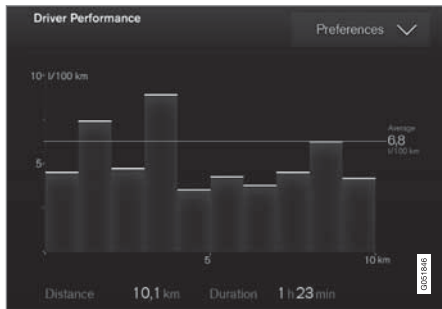 Driver Performance
Preferences
10 l/100 km
Average
6,8
l/100 km
5
5
10 km
G051846
Distance 10,1 km Duration 1 h 23 min